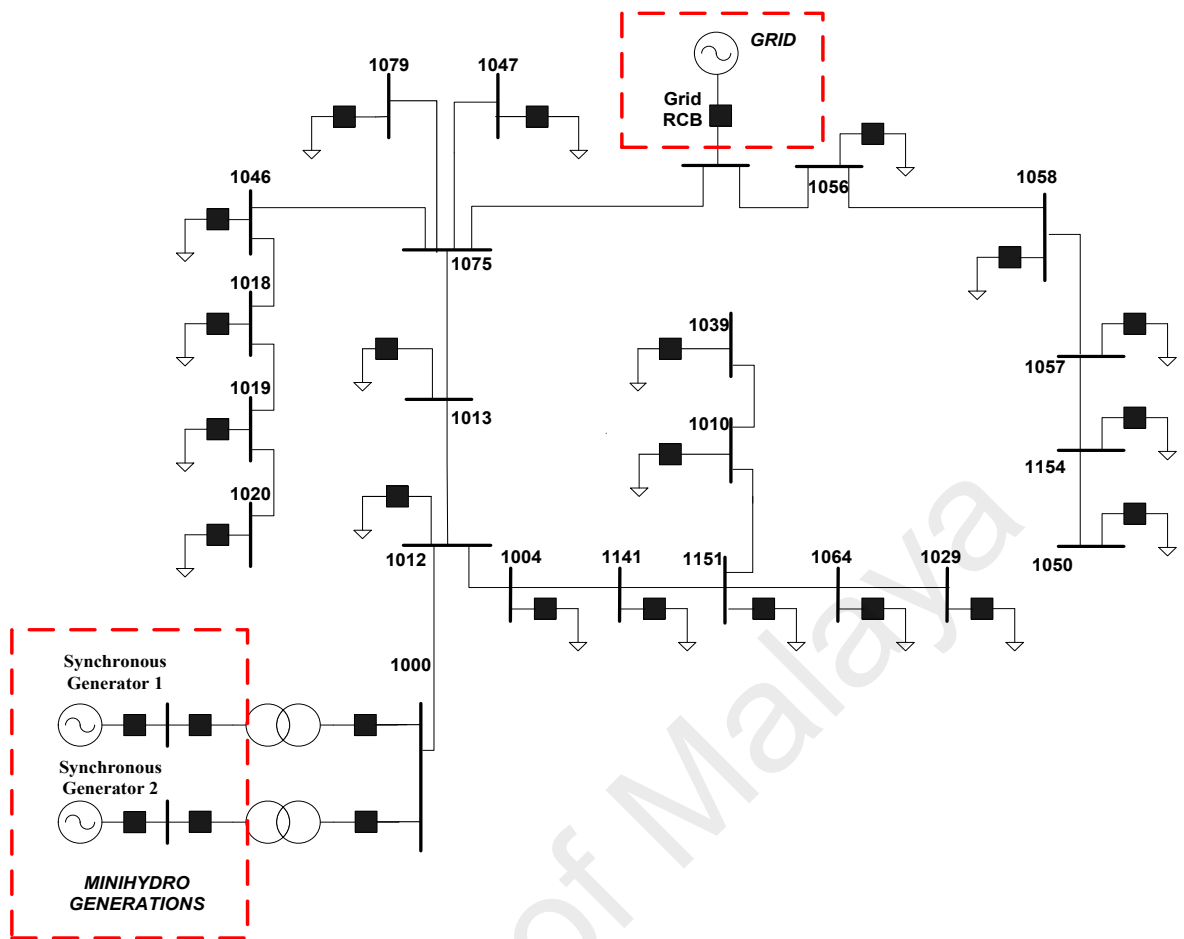 GRID
1079
1047
Grid
RCB
1046
1056
1058
1075
1018
1039
1057
1019
1013
1010
1154
1020
1012
1004
1141
1151
1064
1029
1050
Synchronous
Generator 1
1000
Synchronous
Generator 2
MINIHYDRO
GENERATIONS
of Malaya